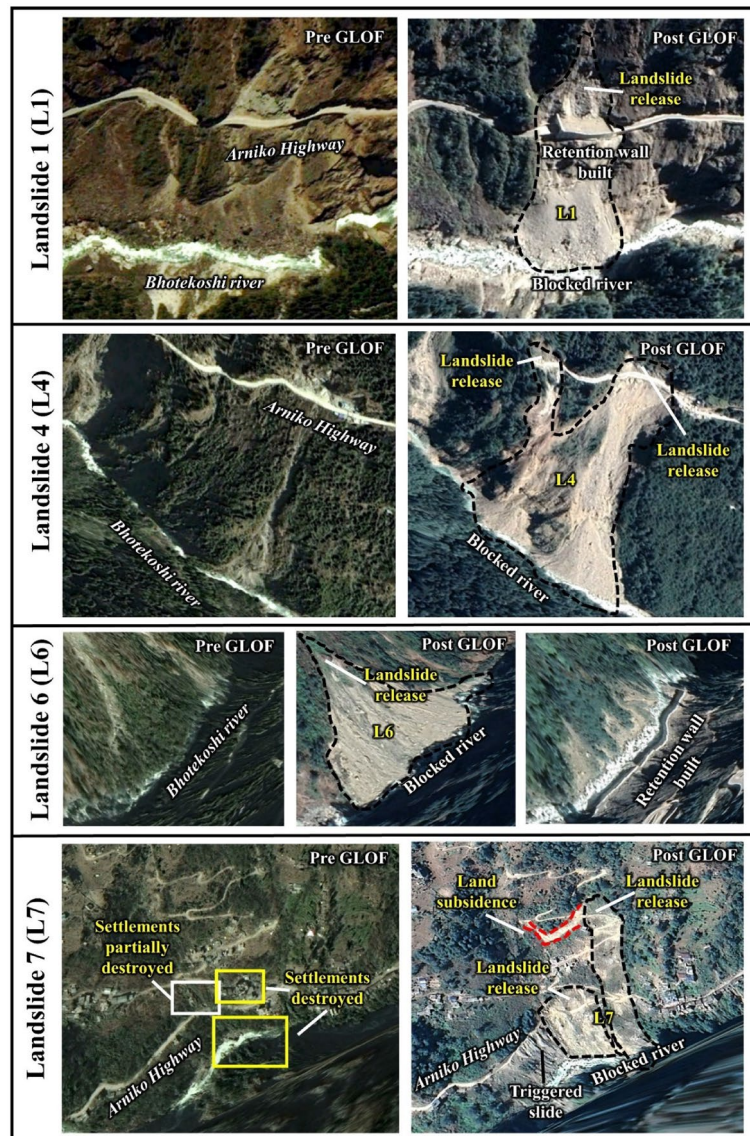 Landslide 1 (L1)
Pre GLOF
Arniko Highway
Bhotekoshi river
Post GLOF
Landslide
release
Retention wall
built
L1
Blocked river
Landslide 4 (L4)
Pre GLOF
Arniko Highway
Bhotekoshi river
Post GLOF
Landslide
release
Landslide
release
L4
Blocked river
Landslide 6 (L6)
Pre GLOF
Bhotekoshi river
Post GLOF
Landslide
release
L6
Blocked river
Post GLOF
Retention wall
built
Landslide 7 (L7)
Pre GLOF
Settlements
partially
destroyed
Settlements
destroyed
Arniko Highway
Post GLOF
Land
subsidence
Landslide
release
Landslide
release
L7
Arniko Highway
Triggered
slide
Blocked river